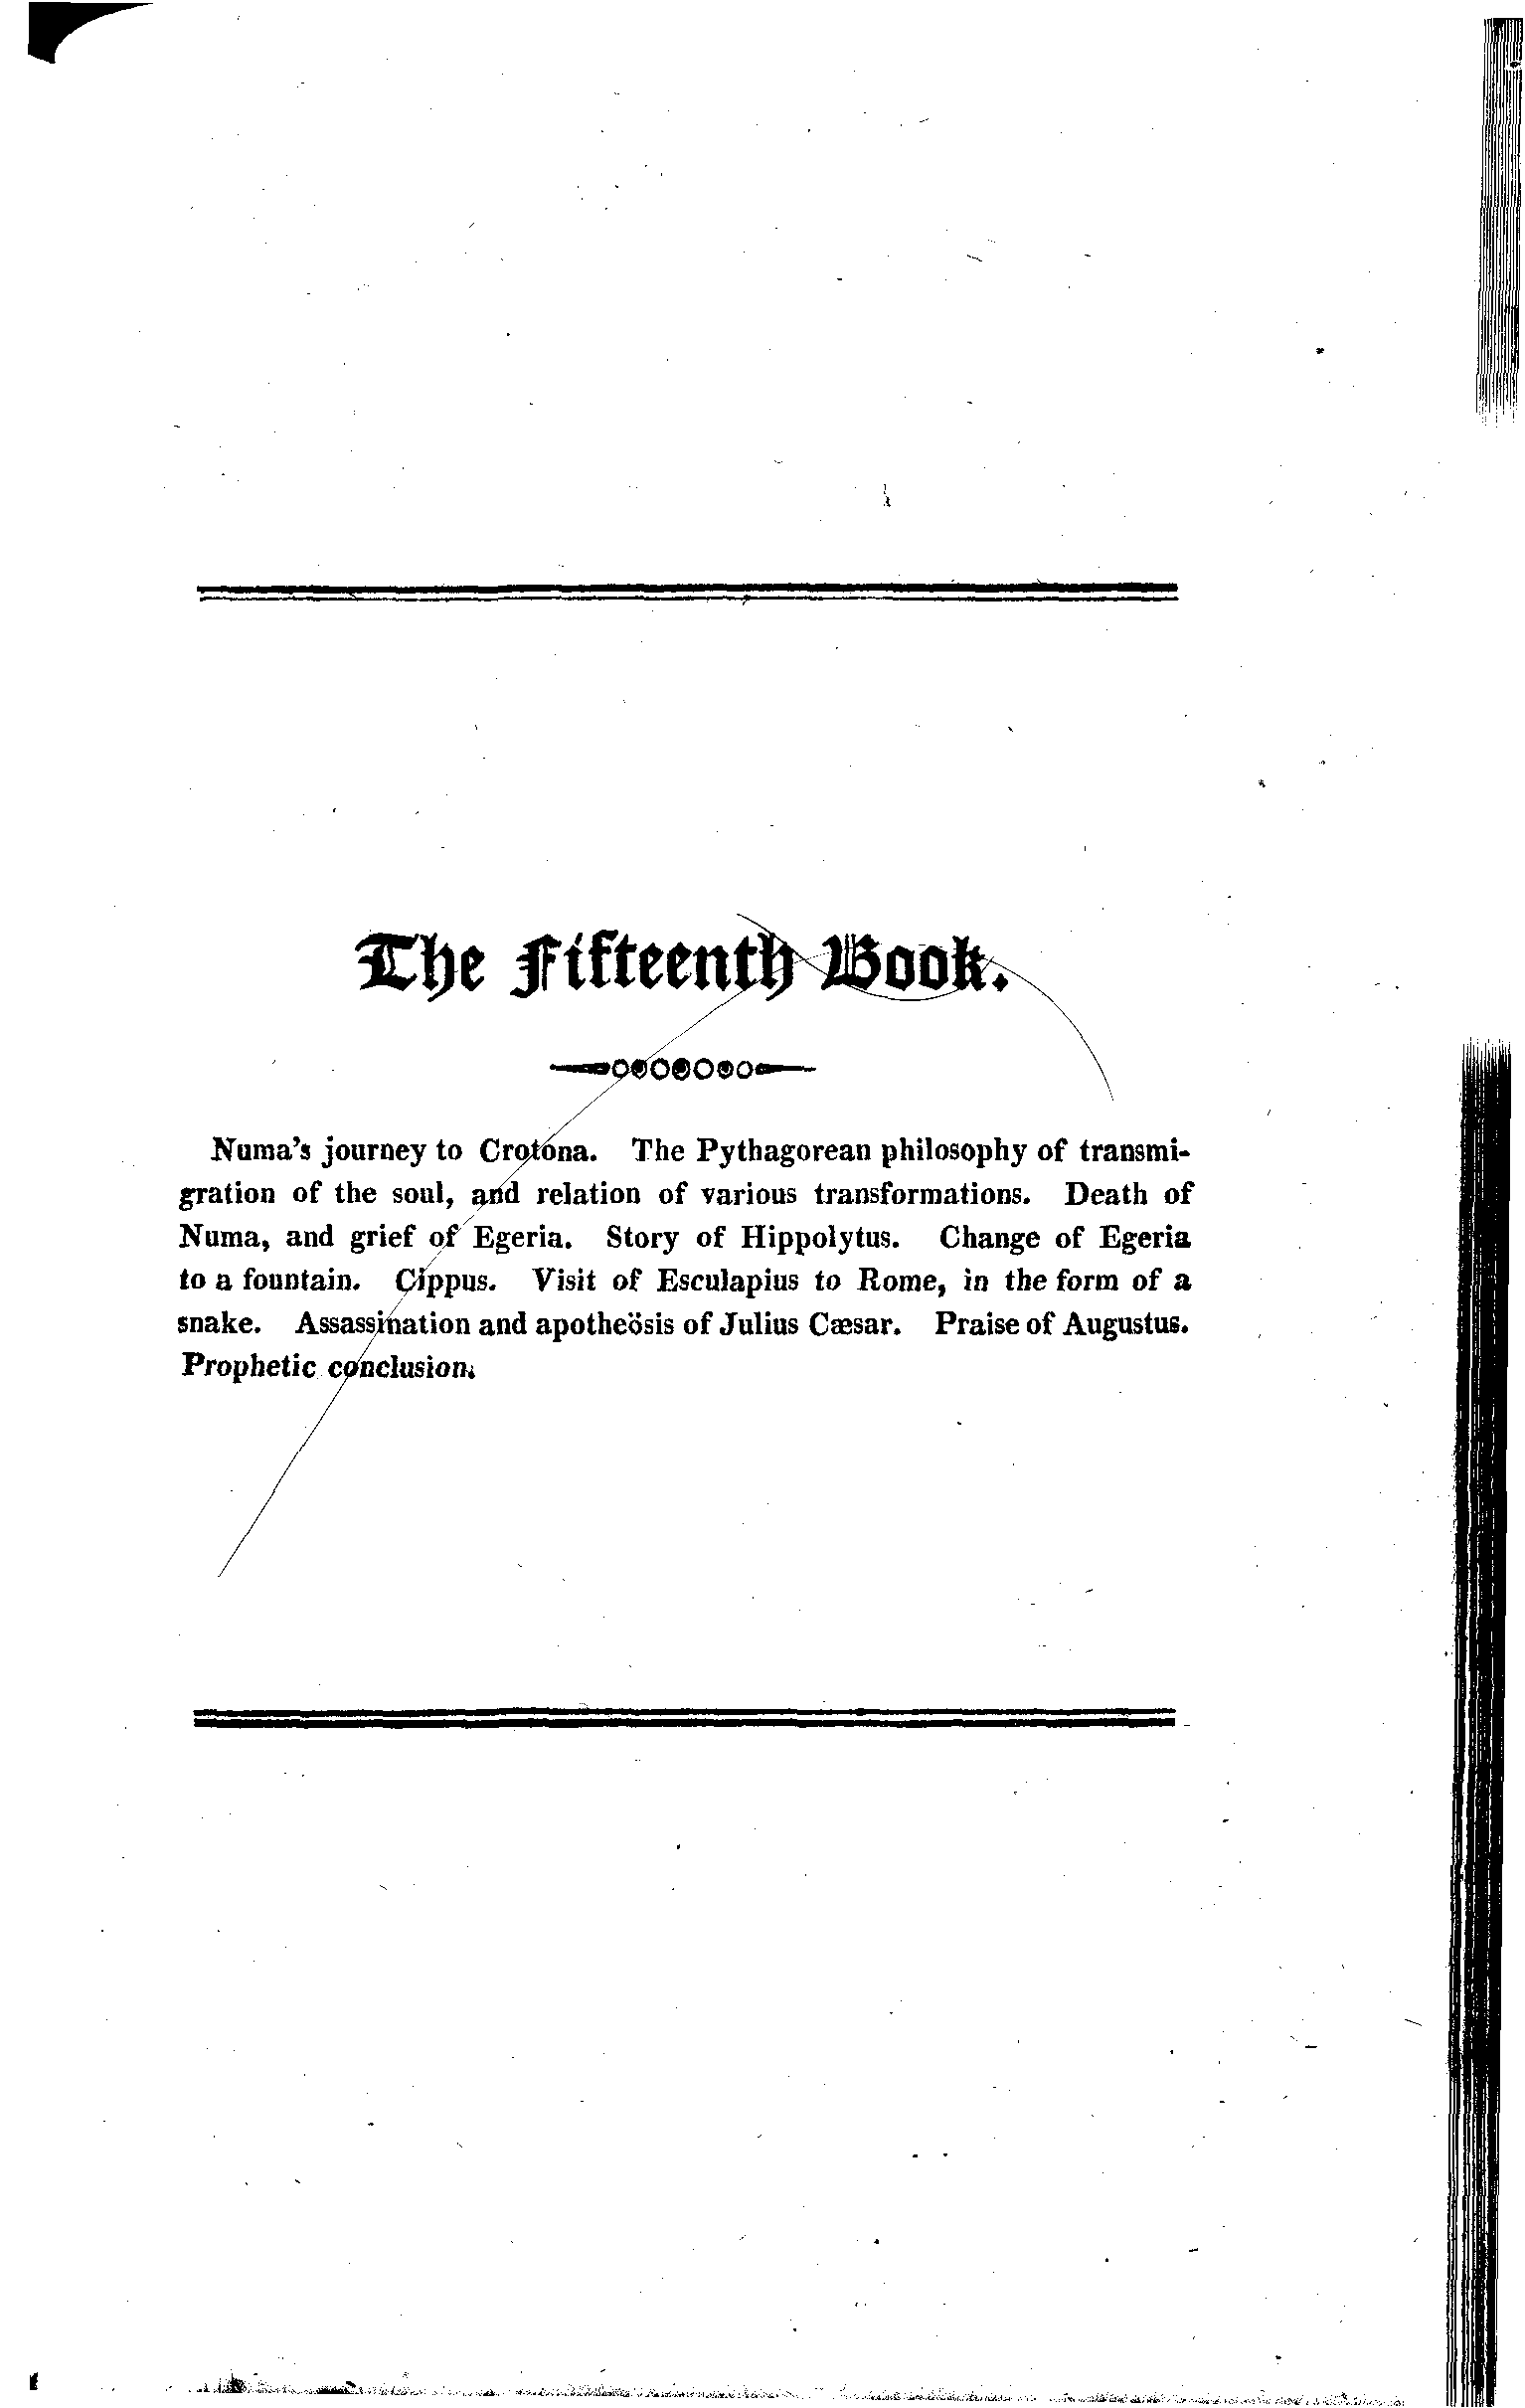 The Fifteenth Book.
Numa's journey to Crotona. The Pythagorean philosophy of transmi-
gration of the soul, and relation of various transformations. Death of
Numa, and grief of Egeria. Story of Hippolytus. Change of Egeria
to a fountain. Cippus. Visit of Esculapius to Rome, in the form of a
snake. Assassination and apotheösis of Julius Cæsar. Praise of Augustus.
Prophetic conclusion.